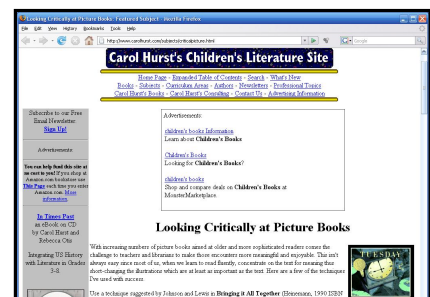 Looking Critically at Picture Books: Featured Subject - Mozilla Firefox
File Edit View History Bookmarks Tools Help
http://www.carolhurst.com/subjects/criticalpicture.html
Carol Hurst's Children's Literature Site
Home Page - Expanded Table of Contents - Search - What's New
Books - Subjects - Curriculum Areas - Authors - Newsletters - Professional Topics
Carol Hurst's Books - Carol Hurst's Consulting - Contact Us - Advertising Information
Subscribe to our Free
Email Newsletter.
Sign Up!
Advertisements:
You can help fund this site at
no cost to you! If you shop at
Amazon.com bookstore use
This Page each time you enter
Amazon.com. More
information.
In Times Past
an eBook on CD
by Carol Hurst and
Rebecca Otis
Integrating US History
with Literature in Grades
3-8.
Advertisements:
children's books Information
Learn about Children's Books
Children's Books
Looking for Children's Books?
children's books
Shop and compare deals on Children's Books at
MonsterMarketplace.
Looking Critically at Picture Books
With increasing numbers of picture books aimed at older and more sophisticated readers comes the
challenge to teachers and librarians to make those encounters more meaningful and enjoyable. This isn't
always easy since most of us, when we learn to read fluently, concentrate on the text for meaning thus
short-changing the illustrations which are at least as important as the text. Here are a few of the techniques
I've used with success.
Use a technique suggested by Johnson and Lewis in Bringing it All Together (Heinemann, 1990 ISBN
TUESDAY